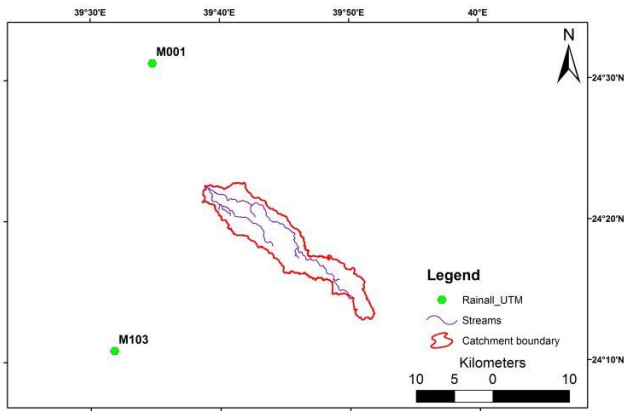 39°30'E 39°40'E 39°50'E 40°E
N
M001
24°30'N
24°20'N
Legend
Rainall_UTM
Streams
Catchment boundary
M103
Kilometers
24°10'N
10 5 0 10